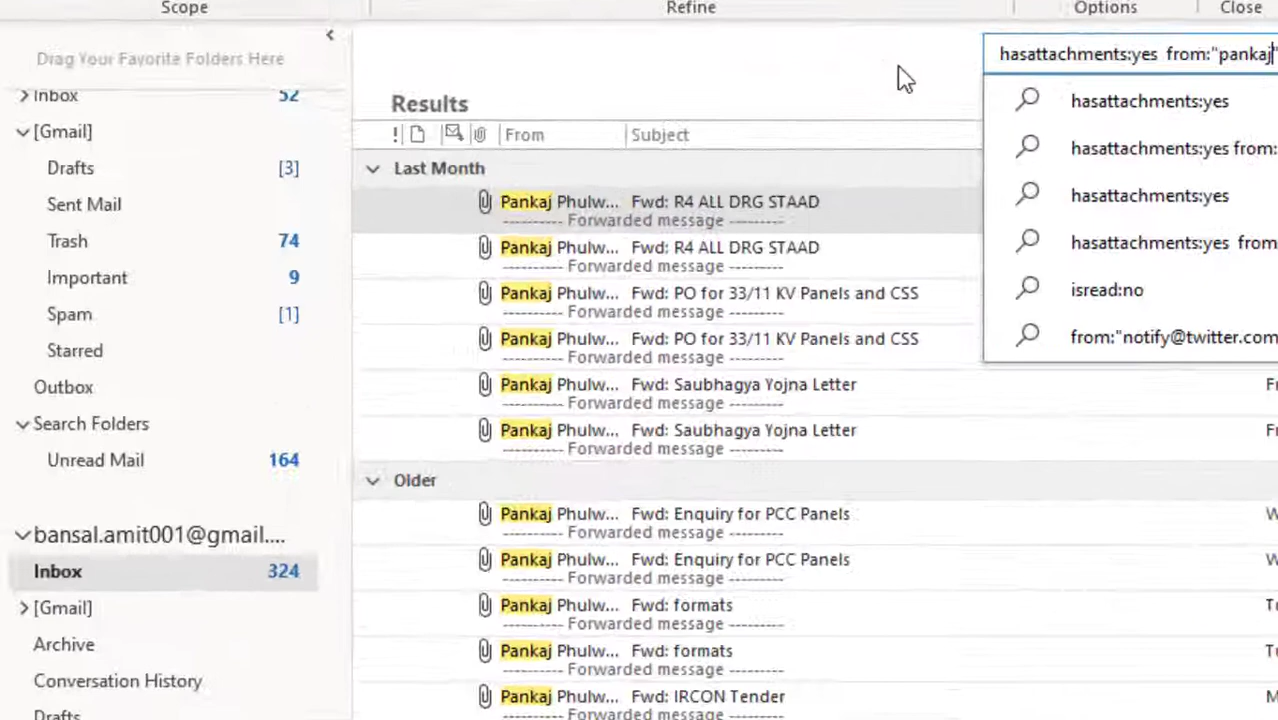 Scope
Refine
Options
Close
Drag Your Favorite Folders Here
Inbox 52
[Gmail]
Drafts [3]
Sent Mail
Trash 74
Important 9
Spam [1]
Starred
Outbox
Search Folders
Unread Mail 164
bansal.amit001@gmail....
Inbox 324
[Gmail]
Archive
Conversation History
Drafts
hasattachments:yes from:"pankaj"
hasattachments:yes
hasattachments:yes from:
hasattachments:yes
hasattachments:yes from
isread:no
from:"notify@twitter.com
Results
! From Subject
Last Month
Pankaj Phulw... Fwd: R4 ALL DRG STAAD
---------- Forwarded message ---------
Pankaj Phulw... Fwd: R4 ALL DRG STAAD
---------- Forwarded message ---------
Pankaj Phulw... Fwd: PO for 33/11 KV Panels and CSS
---------- Forwarded message ---------
Pankaj Phulw... Fwd: PO for 33/11 KV Panels and CSS
---------- Forwarded message ---------
Pankaj Phulw... Fwd: Saubhagya Yojna Letter Fr
---------- Forwarded message ---------
Pankaj Phulw... Fwd: Saubhagya Yojna Letter Fr
---------- Forwarded message ---------
Older
Pankaj Phulw... Fwd: Enquiry for PCC Panels W
---------- Forwarded message ---------
Pankaj Phulw... Fwd: Enquiry for PCC Panels W
---------- Forwarded message ---------
Pankaj Phulw... Fwd: formats Tu
---------- Forwarded message ---------
Pankaj Phulw... Fwd: formats Tu
---------- Forwarded message ---------
Pankaj Phulw... Fwd: IRCON Tender M
---------- Forwarded message ---------